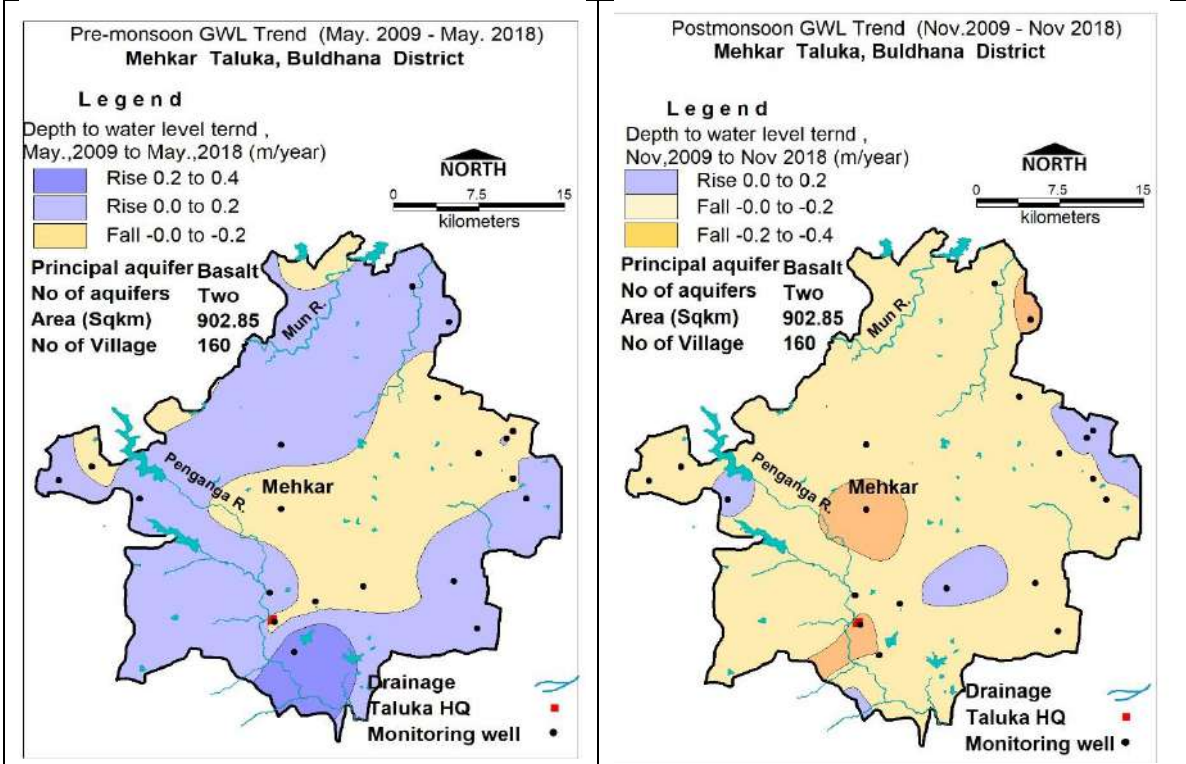 Pre-monsoon GWL Trend (May. 2009 - May. 2018)
Mehkar Taluka, Buldhana District
Legend
Depth to water level ternd ,
May.,2009 to May.,2018 (m/year)
Rise 0.2 to 0.4
Rise 0.0 to 0.2
Fall -0.0 to -0.2
NORTH
0 7.5 15
kilometers
Principal aquifer Basalt
No of aquifers Two
Area (Sqkm) 902.85
No of Village 160
Mun R.
Penganga R.
Mehkar
Drainage
Taluka HQ
Monitoring well
Postmonsoon GWL Trend (Nov.2009 - Nov 2018)
Mehkar Taluka, Buldhana District
Legend
Depth to water level ternd ,
Nov,2009 to Nov 2018 (m/year)
Rise 0.0 to 0.2
Fall -0.0 to -0.2
Fall -0.2 to -0.4
NORTH
0 7.5 15
kilometers
Principal aquifer Basalt
No of aquifers Two
Area (Sqkm) 902.85
No of Village 160
Mun R.
Penganga R.
Mehkar
Drainage
Taluka HQ
Monitoring well